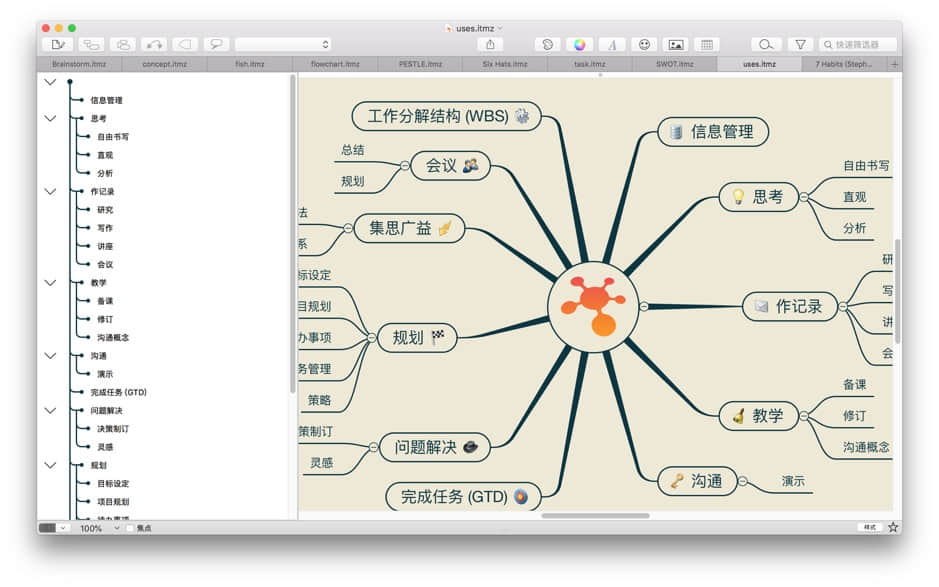 uses.itmz
A
快速筛选器
Brainstorm.itmz
concept.itmz
fish.itmz
flowchart.itmz
PESTLE.itmz
Six Hats.itmz
task.itmz
SWOT.itmz
uses.itmz
7 Habits (Steph...
信息管理
思考
自由书写
直观
分析
作记录
研究
写作
讲座
会议
教学
备课
修订
沟通概念
沟通
演示
完成任务 (GTD)
问题解决
决策制订
灵感
规划
目标设定
项目规划
待办事项
工作分解结构 (WBS)
总结
规划
会议
法
系
集思广益
标设定
目规划
办事项
务管理
策略
规划
策制订
灵感
问题解决
完成任务 (GTD)
信息管理
思考
自由书写
直观
分析
作记录
研
写
讲
会
教学
备课
修订
沟通概念
沟通
演示
100%
焦点
样式